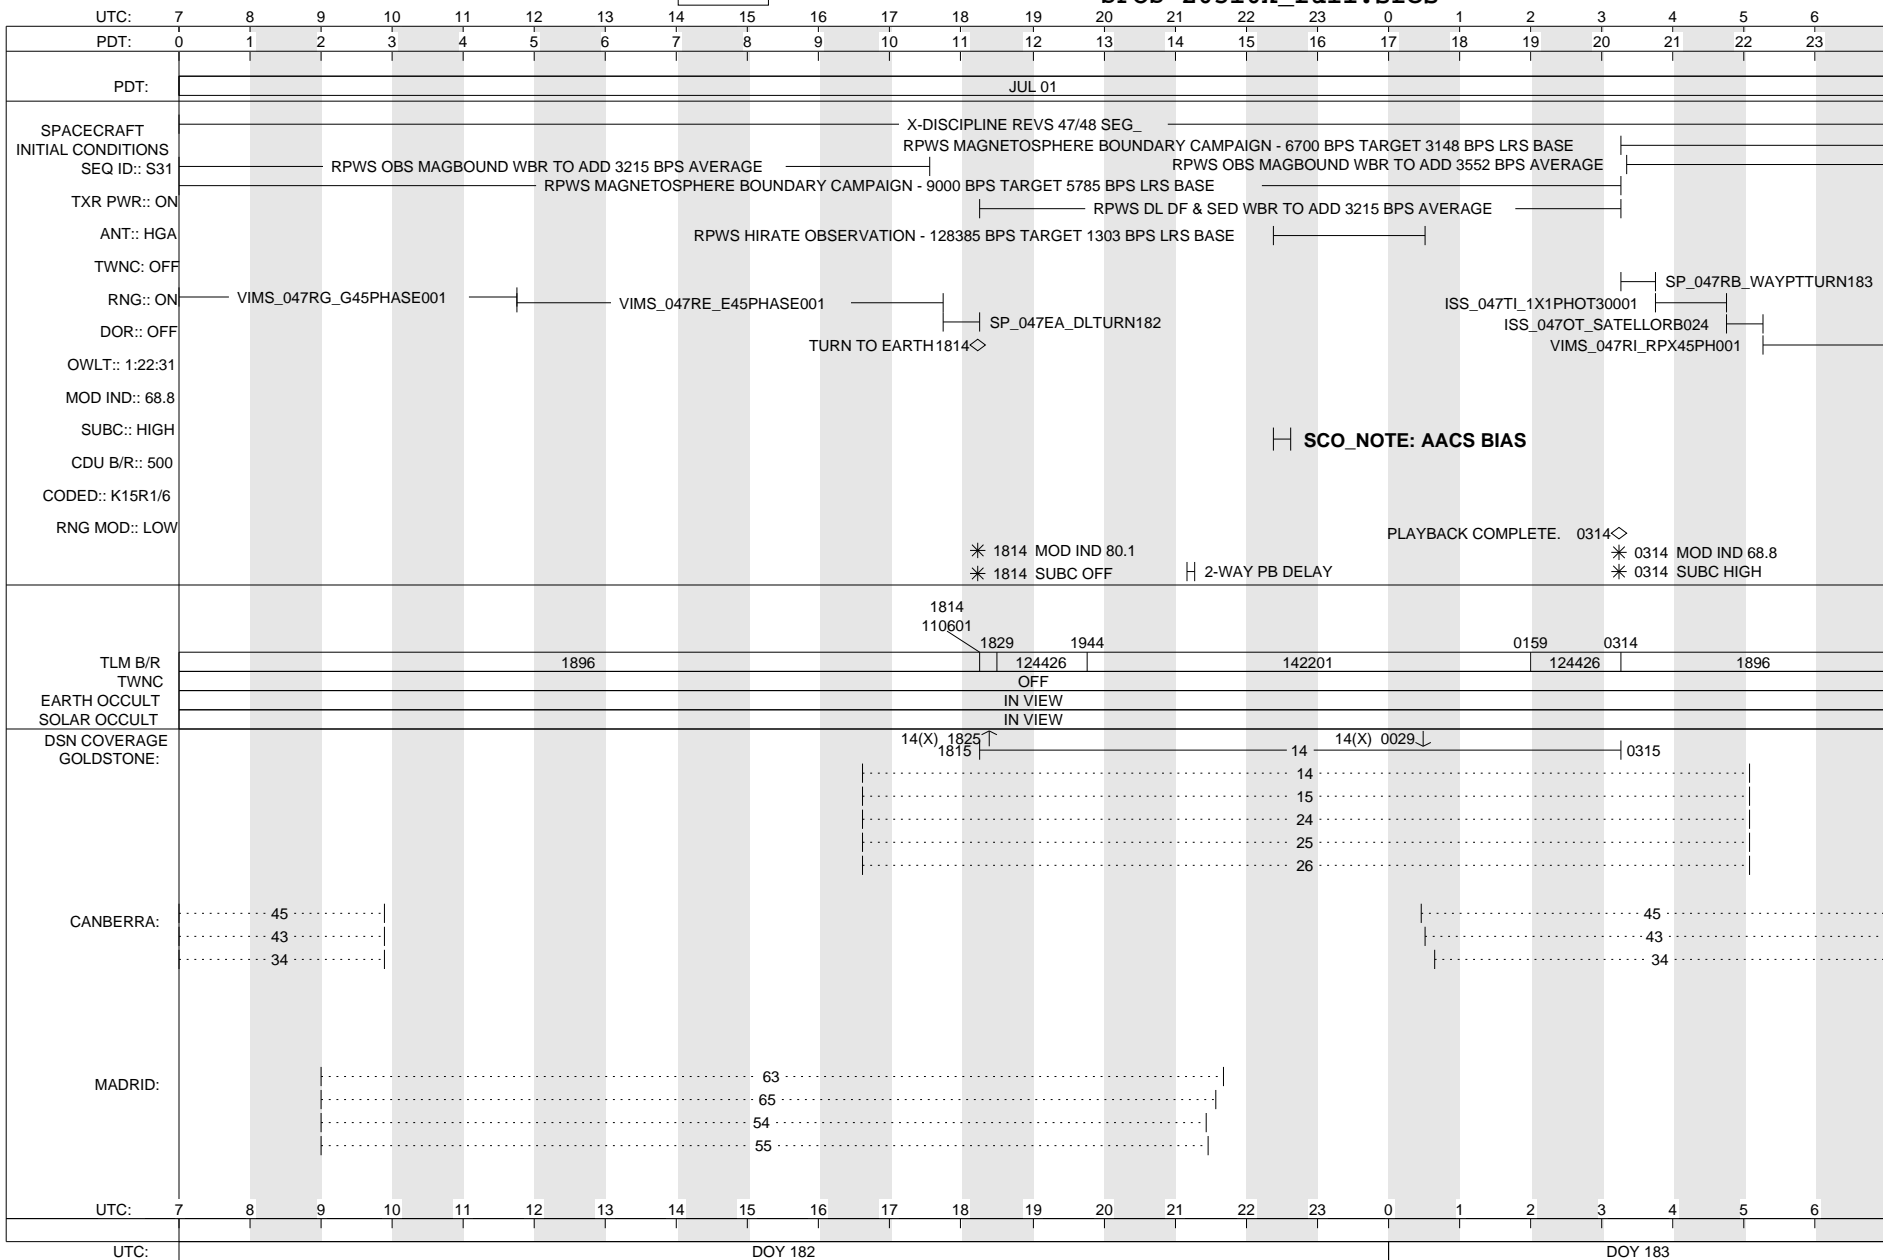 UTC: 7 8 9 10 11 12 13 14 15 16 17 18 19 20 21 22 23 0 1 2 3 4 5 6
PDT: 0 1 2 3 4 5 6 7 8 9 10 11 12 13 14 15 16 17 18 19 20 21 22 23
PDT: JUL 01
SPACECRAFT
INITIAL CONDITIONS
SEQ ID:: S31
TXR PWR:: ON
ANT:: HGA
TWNC: OFF
RNG:: ON
DOR:: OFF
OWLT:: 1:22:31
MOD IND:: 68.8
SUBC:: HIGH
CDU B/R:: 500
CODED:: K15R1/6
RNG MOD:: LOW
X-DISCIPLINE REVS 47/48 SEG_
RPWS MAGNETOSPHERE BOUNDARY CAMPAIGN - 6700 BPS TARGET 3148 BPS LRS BASE
RPWS OBS MAGBOUND WBR TO ADD 3215 BPS AVERAGE
RPWS OBS MAGBOUND WBR TO ADD 3552 BPS AVERAGE
RPWS MAGNETOSPHERE BOUNDARY CAMPAIGN - 9000 BPS TARGET 5785 BPS LRS BASE
RPWS DL DF & SED WBR TO ADD 3215 BPS AVERAGE
RPWS HIRATE OBSERVATION - 128385 BPS TARGET 1303 BPS LRS BASE
SP_047RB_WAYPTTURN183
VIMS_047RG_G45PHASE001
VIMS_047RE_E45PHASE001
ISS_047TI_1X1PHOT30001
SP_047EA_DLTURN182
ISS_047OT_SATELLORB024
TURN TO EARTH1814
VIMS_047RI_RPX45PH001
SCO_NOTE: AACS BIAS
PLAYBACK COMPLETE. 0314
1814 MOD IND 80.1
0314 MOD IND 68.8
1814 SUBC OFF
2-WAY PB DELAY
0314 SUBC HIGH
1814
110601
1829 1944 0159 0314
TLM B/R 1896 124426 142201 124426 1896
TWNC OFF
EARTH OCCULT IN VIEW
SOLAR OCCULT IN VIEW
DSN COVERAGE 14(X) 1825 14(X) 0029
GOLDSTONE: 1815 14 0315
14
15
24
25
26
CANBERRA: 45 45
43 43
34 34
MADRID: 63
65
54
55
UTC: 7 8 9 10 11 12 13 14 15 16 17 18 19 20 21 22 23 0 1 2 3 4 5 6
UTC: DOY 182 DOY 183